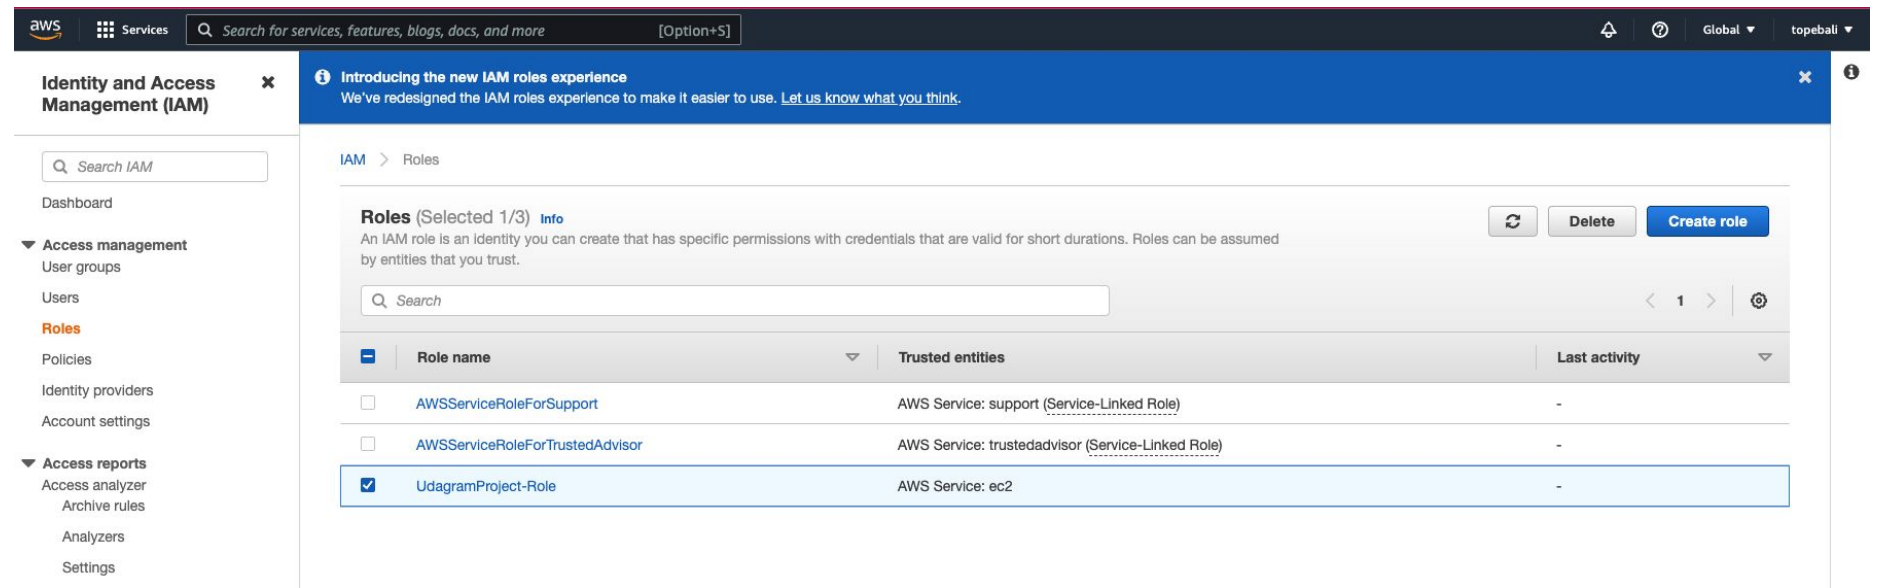 aws
Services
Search for services, features, blogs, docs, and more
[Option+S]
Global
topebali
Identity and Access
Management (IAM)
Search IAM
Dashboard
Access management
User groups
Users
Roles
Policies
Identity providers
Account settings
Access reports
Access analyzer
Archive rules
Analyzers
Settings
Introducing the new IAM roles experience
We've redesigned the IAM roles experience to make it easier to use. Let us know what you think.
IAM > Roles
Roles (Selected 1/3) Info
An IAM role is an identity you can create that has specific permissions with credentials that are valid for short durations. Roles can be assumed
by entities that you trust.
Delete
Create role
Search
1
Role name Trusted entities Last activity
AWSServiceRoleForSupport AWS Service: support (Service-Linked Role) -
AWSServiceRoleForTrustedAdvisor AWS Service: trustedadvisor (Service-Linked Role) -
UdagramProject-Role AWS Service: ec2 -